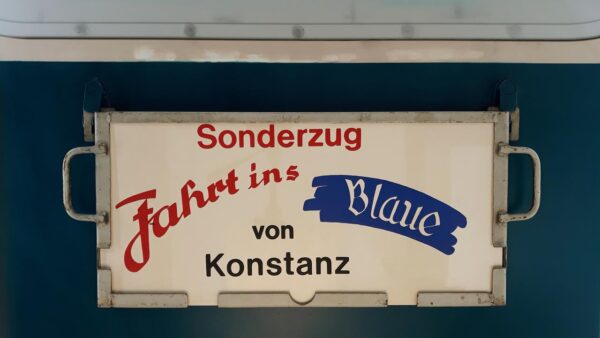 Sonderzug
Fahrt ins Blaue
von
Konstanz